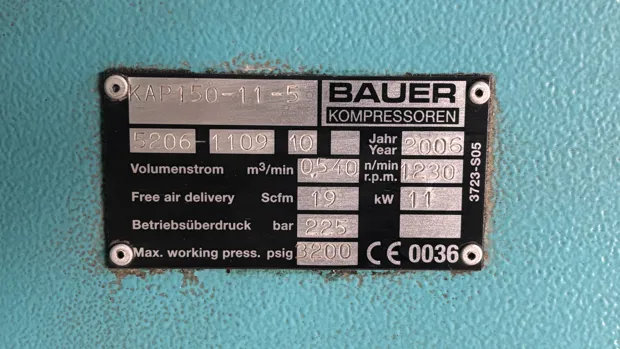 KAP150-11-5 BAUER
KOMPRESSOREN
5206-1109 10 Jahr Year 2006
Volumenstrom m³/min 0.540 n/min r.p.m. 1230
Free air delivery Scfm 19 kW 11
Betriebsüberdruck bar 225
Max. working press. psig 3200 CE 0036
3723-S05